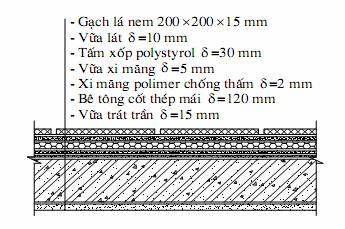 - Gạch lá nem 200×200×15 mm
- Vữa lát δ=10 mm
- Tấm xốp polystyrol δ=30 mm
- Vữa xi măng δ=5 mm
- Xi măng polimer chống thấm δ=2 mm
- Bê tông cốt thép mái δ=120 mm
- Vữa trát trần δ=15 mm